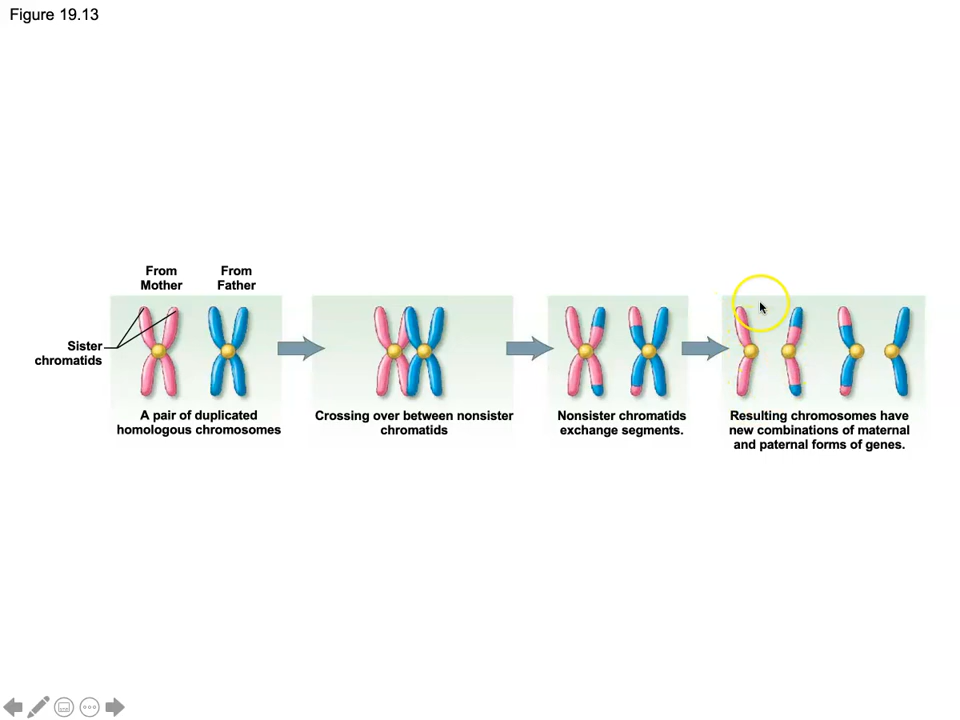 Figure 19.13
From
Mother
From
Father
Sister
chromatids
A pair of duplicated
homologous chromosomes
Crossing over between nonsister
chromatids
Nonsister chromatids
exchange segments.
Resulting chromosomes have
new combinations of maternal
and paternal forms of genes.